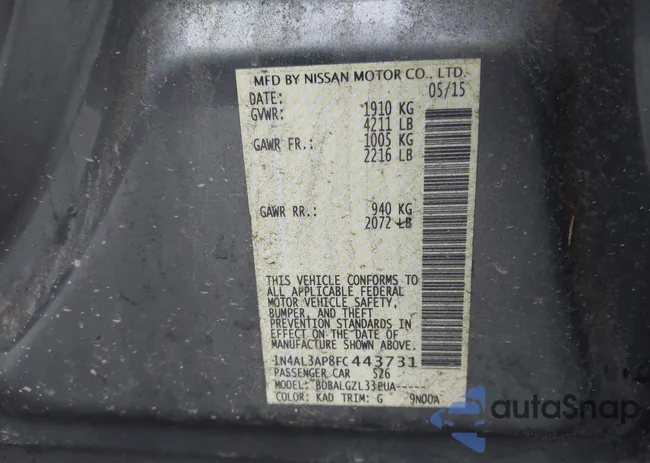 MFD BY NISSAN MOTOR CO., LTD.
DATE: 05/15
GVWR: 1910 KG
4211 LB
GAWR FR.: 1005 KG
2216 LB
GAWR RR.: 940 KG
2072 LB
THIS VEHICLE CONFORMS TO
ALL APPLICABLE FEDERAL
MOTOR VEHICLE SAFETY,
BUMPER, AND THEFT
PREVENTION STANDARDS IN
EFFECT ON THE DATE OF
MANUFACTURE SHOWN ABOVE.
1N4AL3AP8FC443731
PASSENGER CAR 526
MODEL: BDBALGZL33EUA-----
COLOR: KAD TRIM: G 9N00A
autoSnap